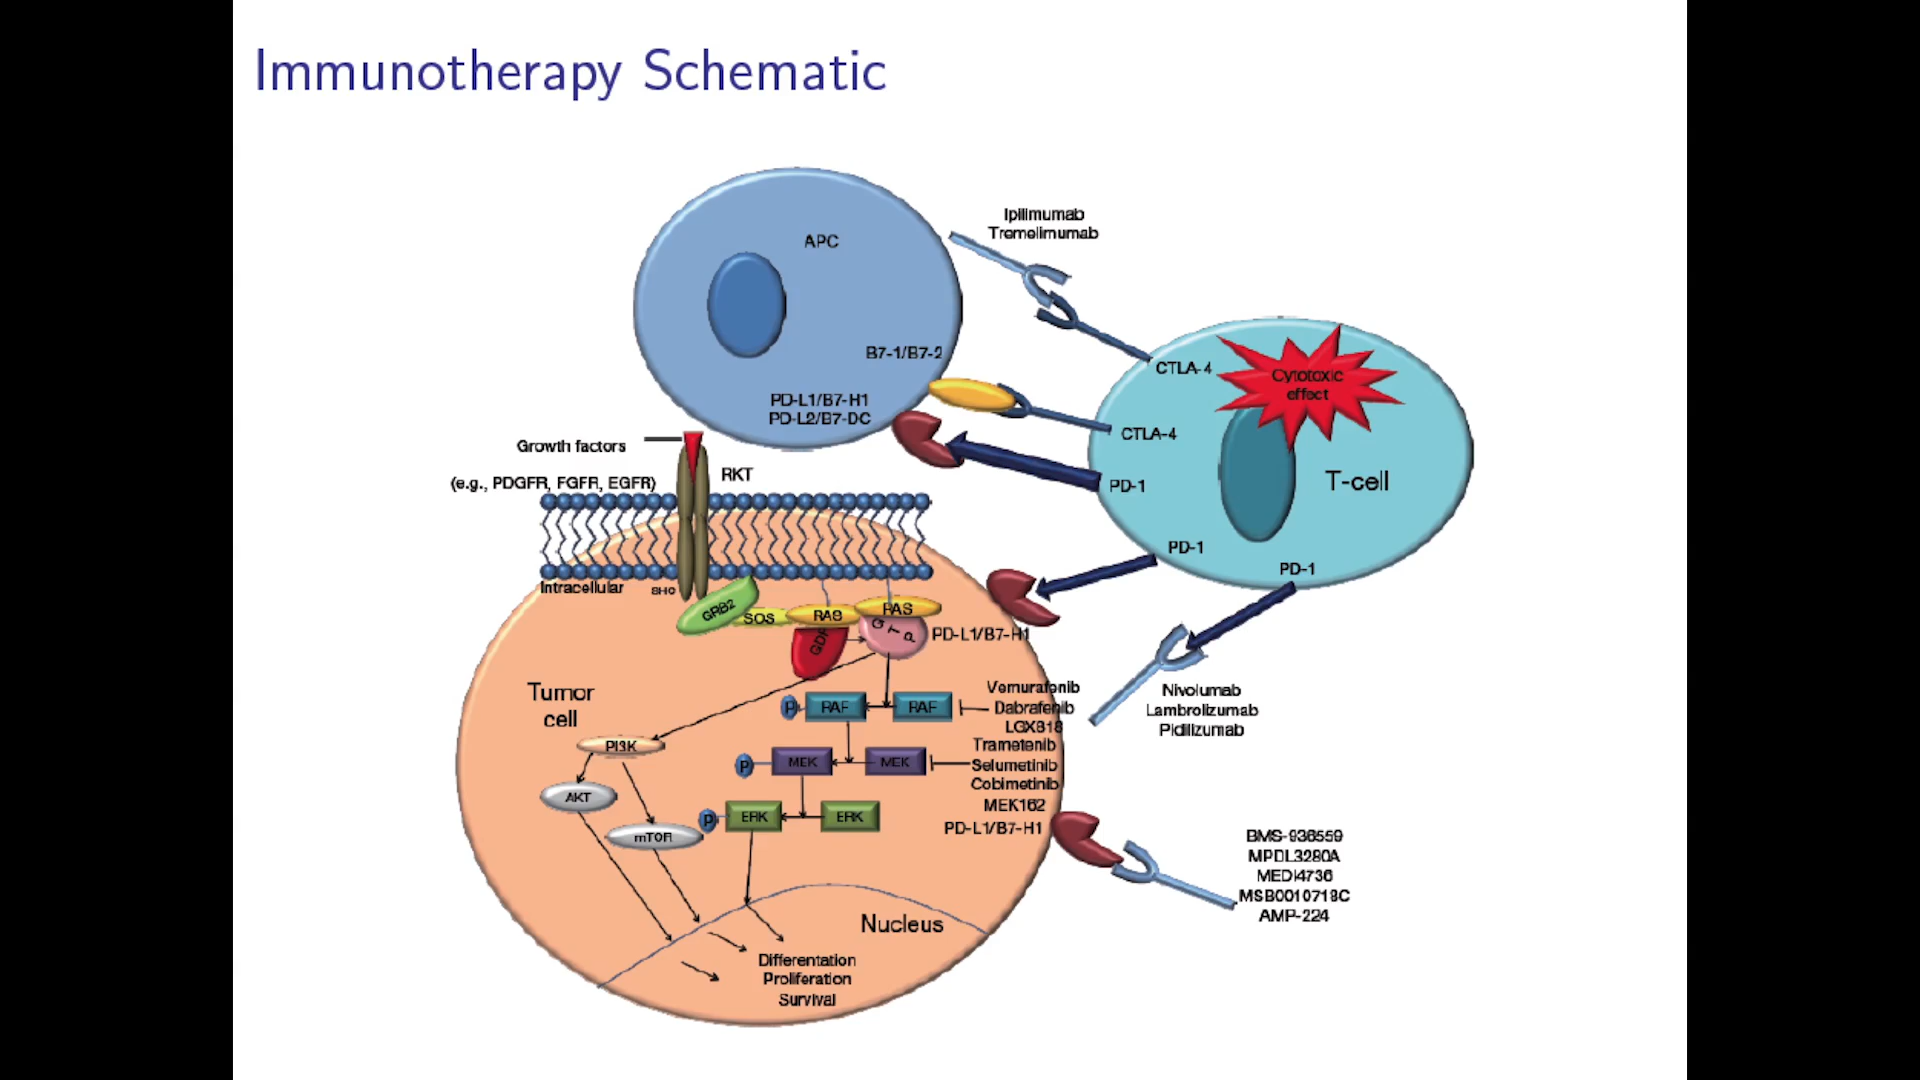 Immunotherapy Schematic
Ipilimumab
Tremelimumab
APC
B7-1/B7-2
PD-L1/B7-H1
PD-L2/B7-DC
CTLA-4
Cytotoxic
effect
CTLA-4
PD-1
T-cell
PD-1
PD-1
Growth factors
RKT
(e.g., PDGFR, FGFR, EGFR)
Intracellular
SHC
GRB2
SOS
RAS
RAS
GDP
GTP
PD-L1/B7-H1
Tumor
cell
P
RAF
RAF
Vemurafenib
Dabrafenib
LGX818
Nivolumab
Lambrolizumab
Pidilizumab
PI3K
P
MEK
MEK
Trametenib
Selumetinib
Cobimetinib
MEK162
AKT
mTOR
P
ERK
ERK
PD-L1/B7-H1
BMS-936559
MPDL3280A
MEDI4736
MSB0010718C
AMP-224
Nucleus
Differentation
Proliferation
Survival